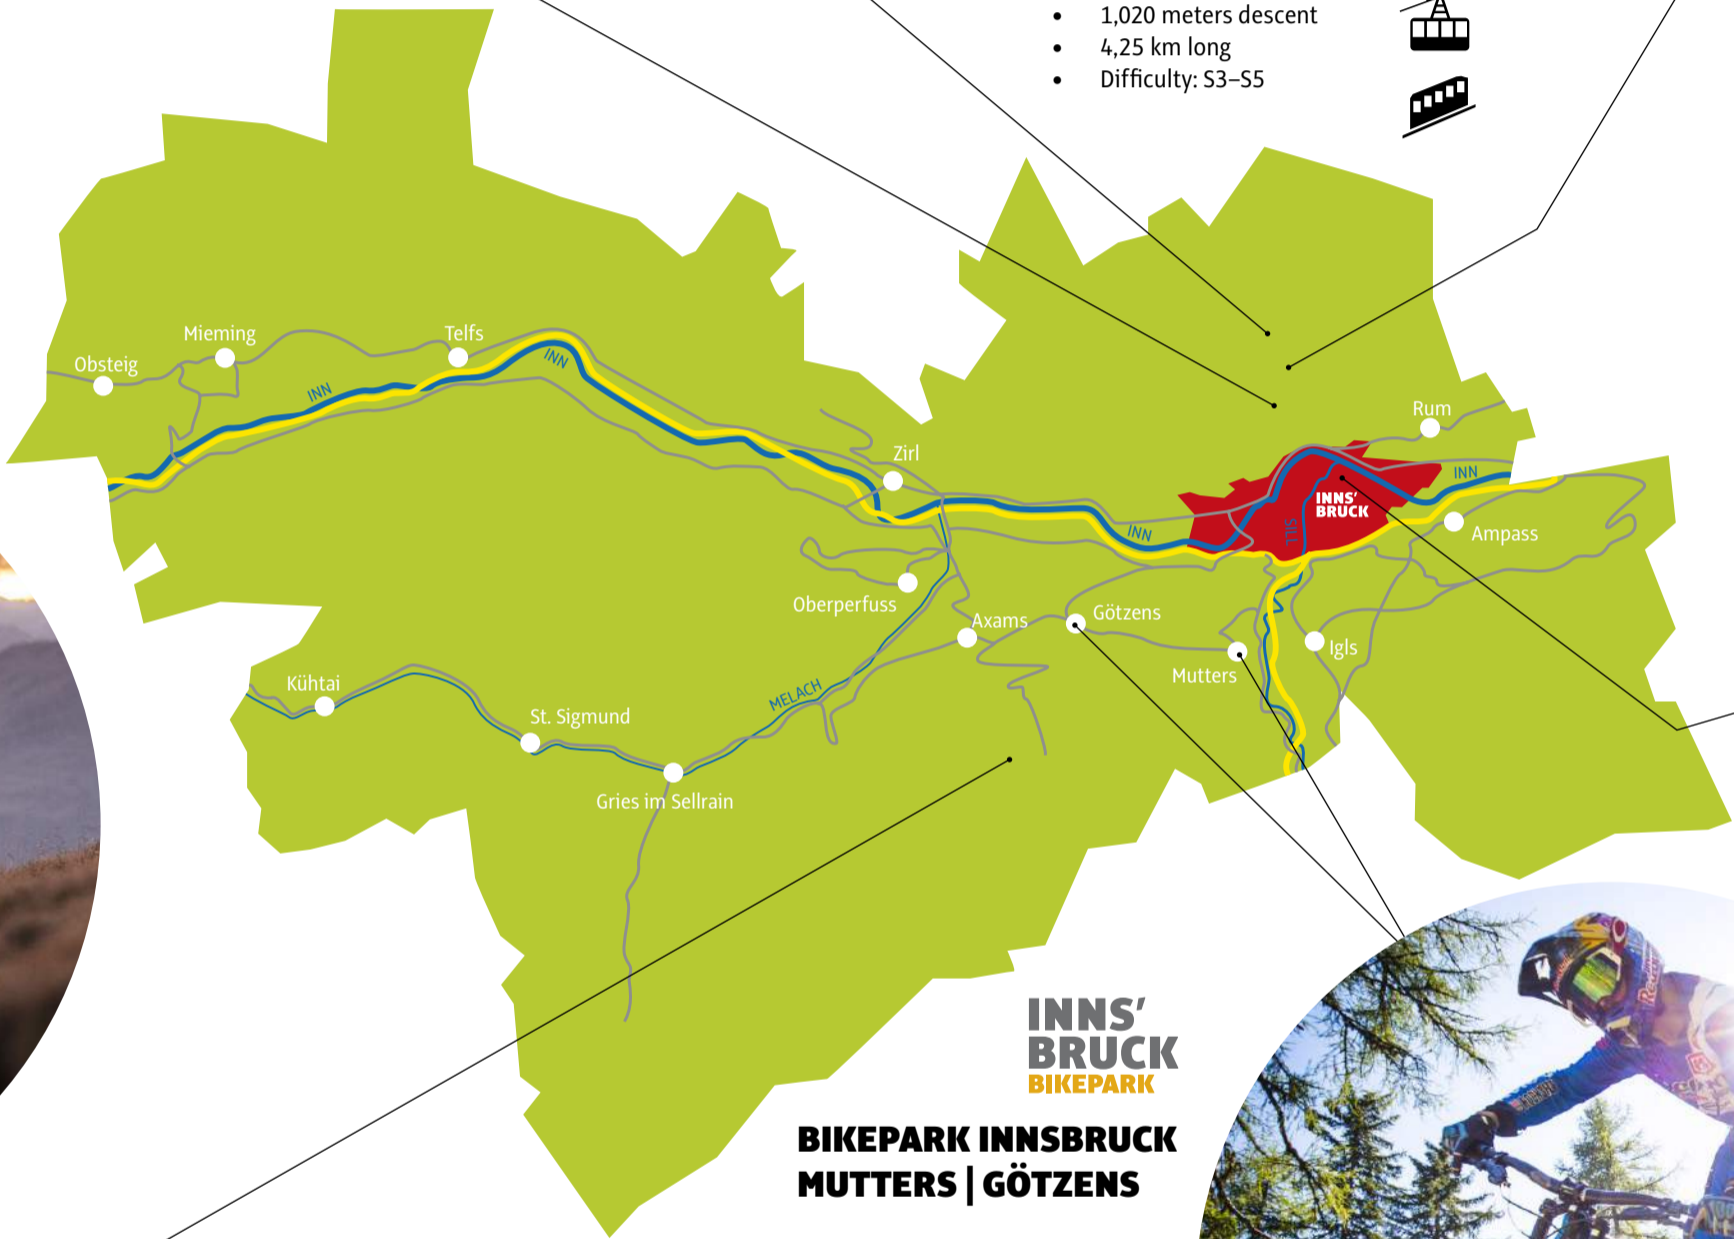 • 1,020 meters descent
• 4,25 km long
• Difficulty: S3–S5
Mieming
Telfs
Obsteig
INN
INN
Rum
Zirl
INN
INNS'
BRUCK
SILL
INN
Ampass
Oberperfuss
Axams
Götzens
Igls
Mutters
Kühtai
MELACH
St. Sigmund
Gries im Sellrain
INNS'
BRUCK
BIKEPARK
BIKEPARK INNSBRUCK
MUTTERS | GÖTZENS